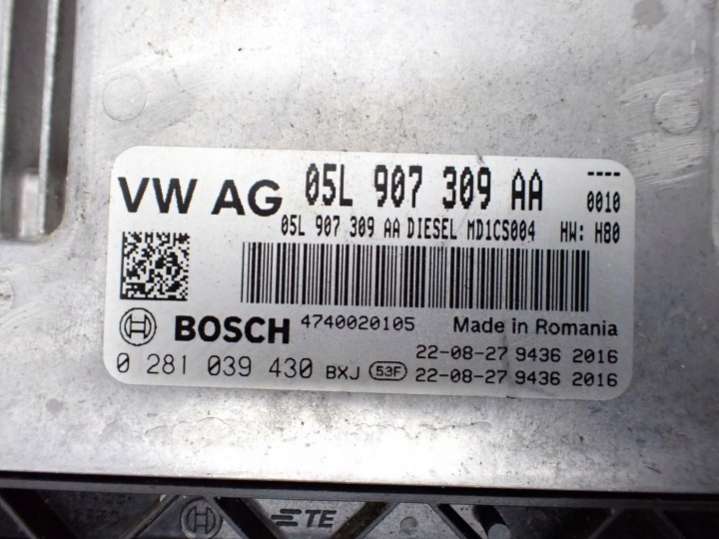 VW AG 05L 907 309 AA ----
0010
05L 907 309 AA DIESEL MD1CS004 HW: H80
BOSCH 4740020105 Made in Romania
22-08-27 9436 2016
0 281 039 430 BXJ 53F 22-08-27 9436 2016
TE